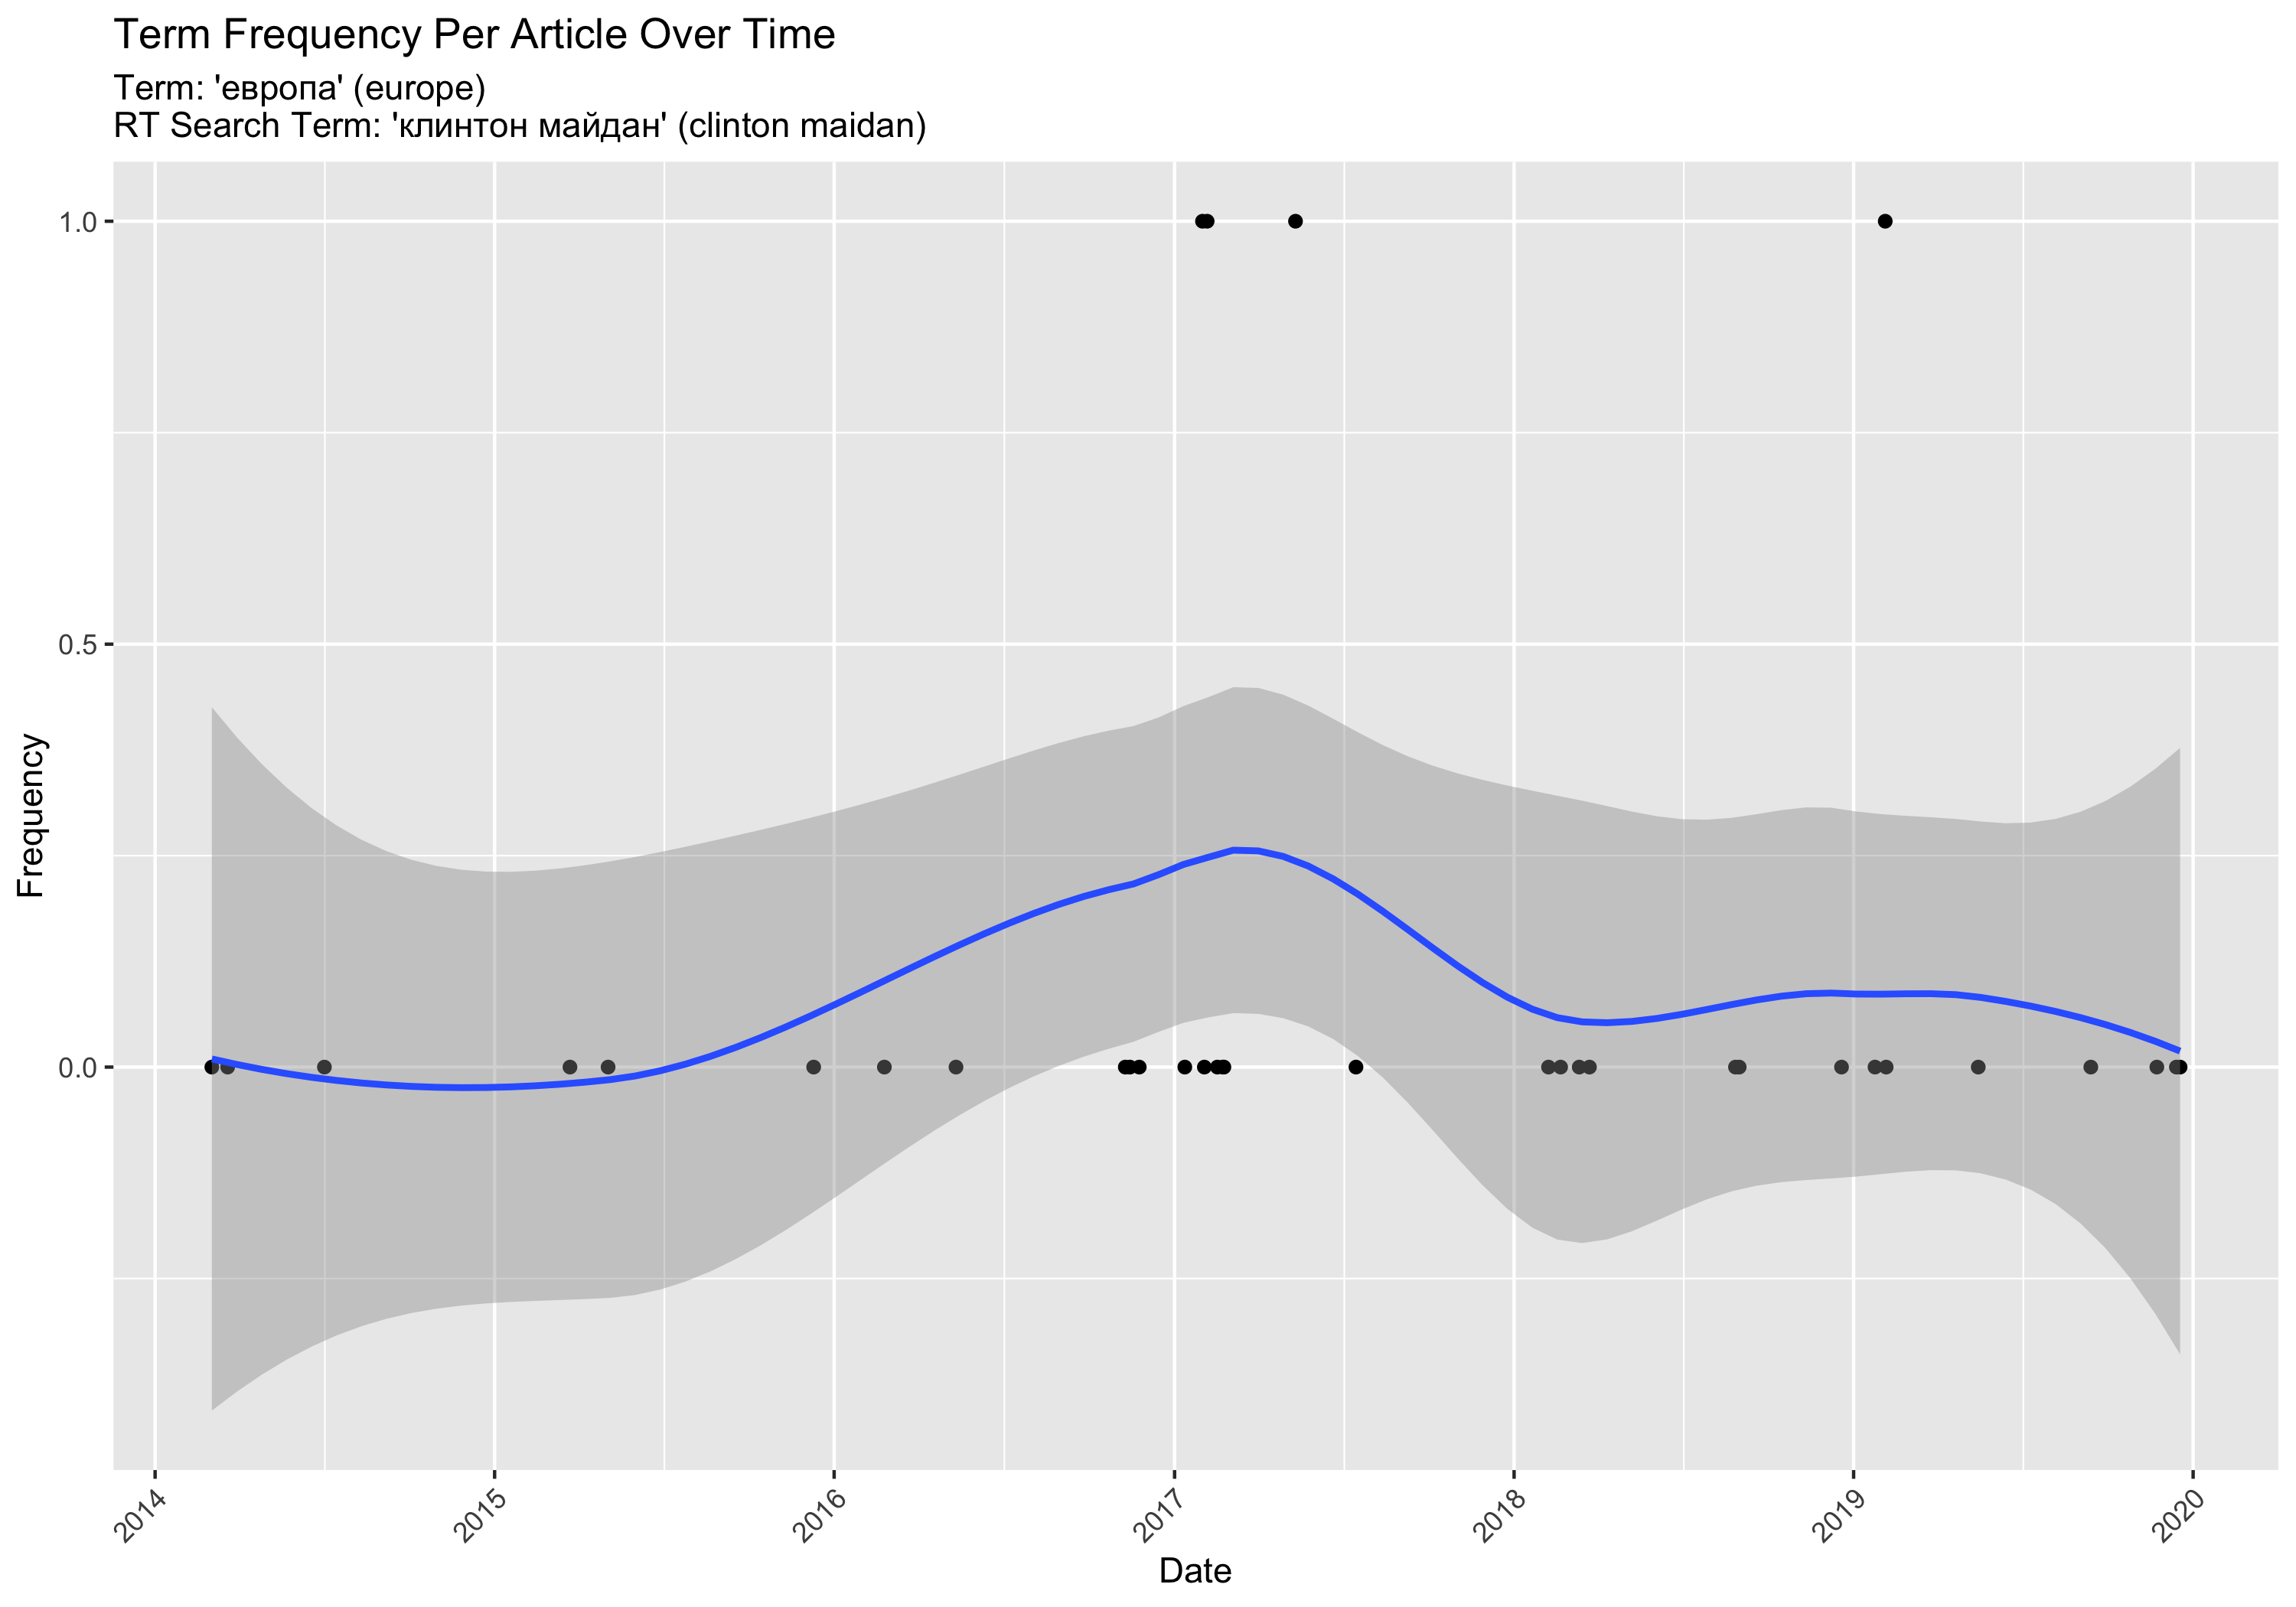 Term Frequency Per Article Over Time
Term: 'европа' (europe)
RT Search Term: 'клинтон майдан' (clinton maidan)
1.0
0.5
0.0
Frequency
2014
2015
2016
2017
2018
2019
2020
Date